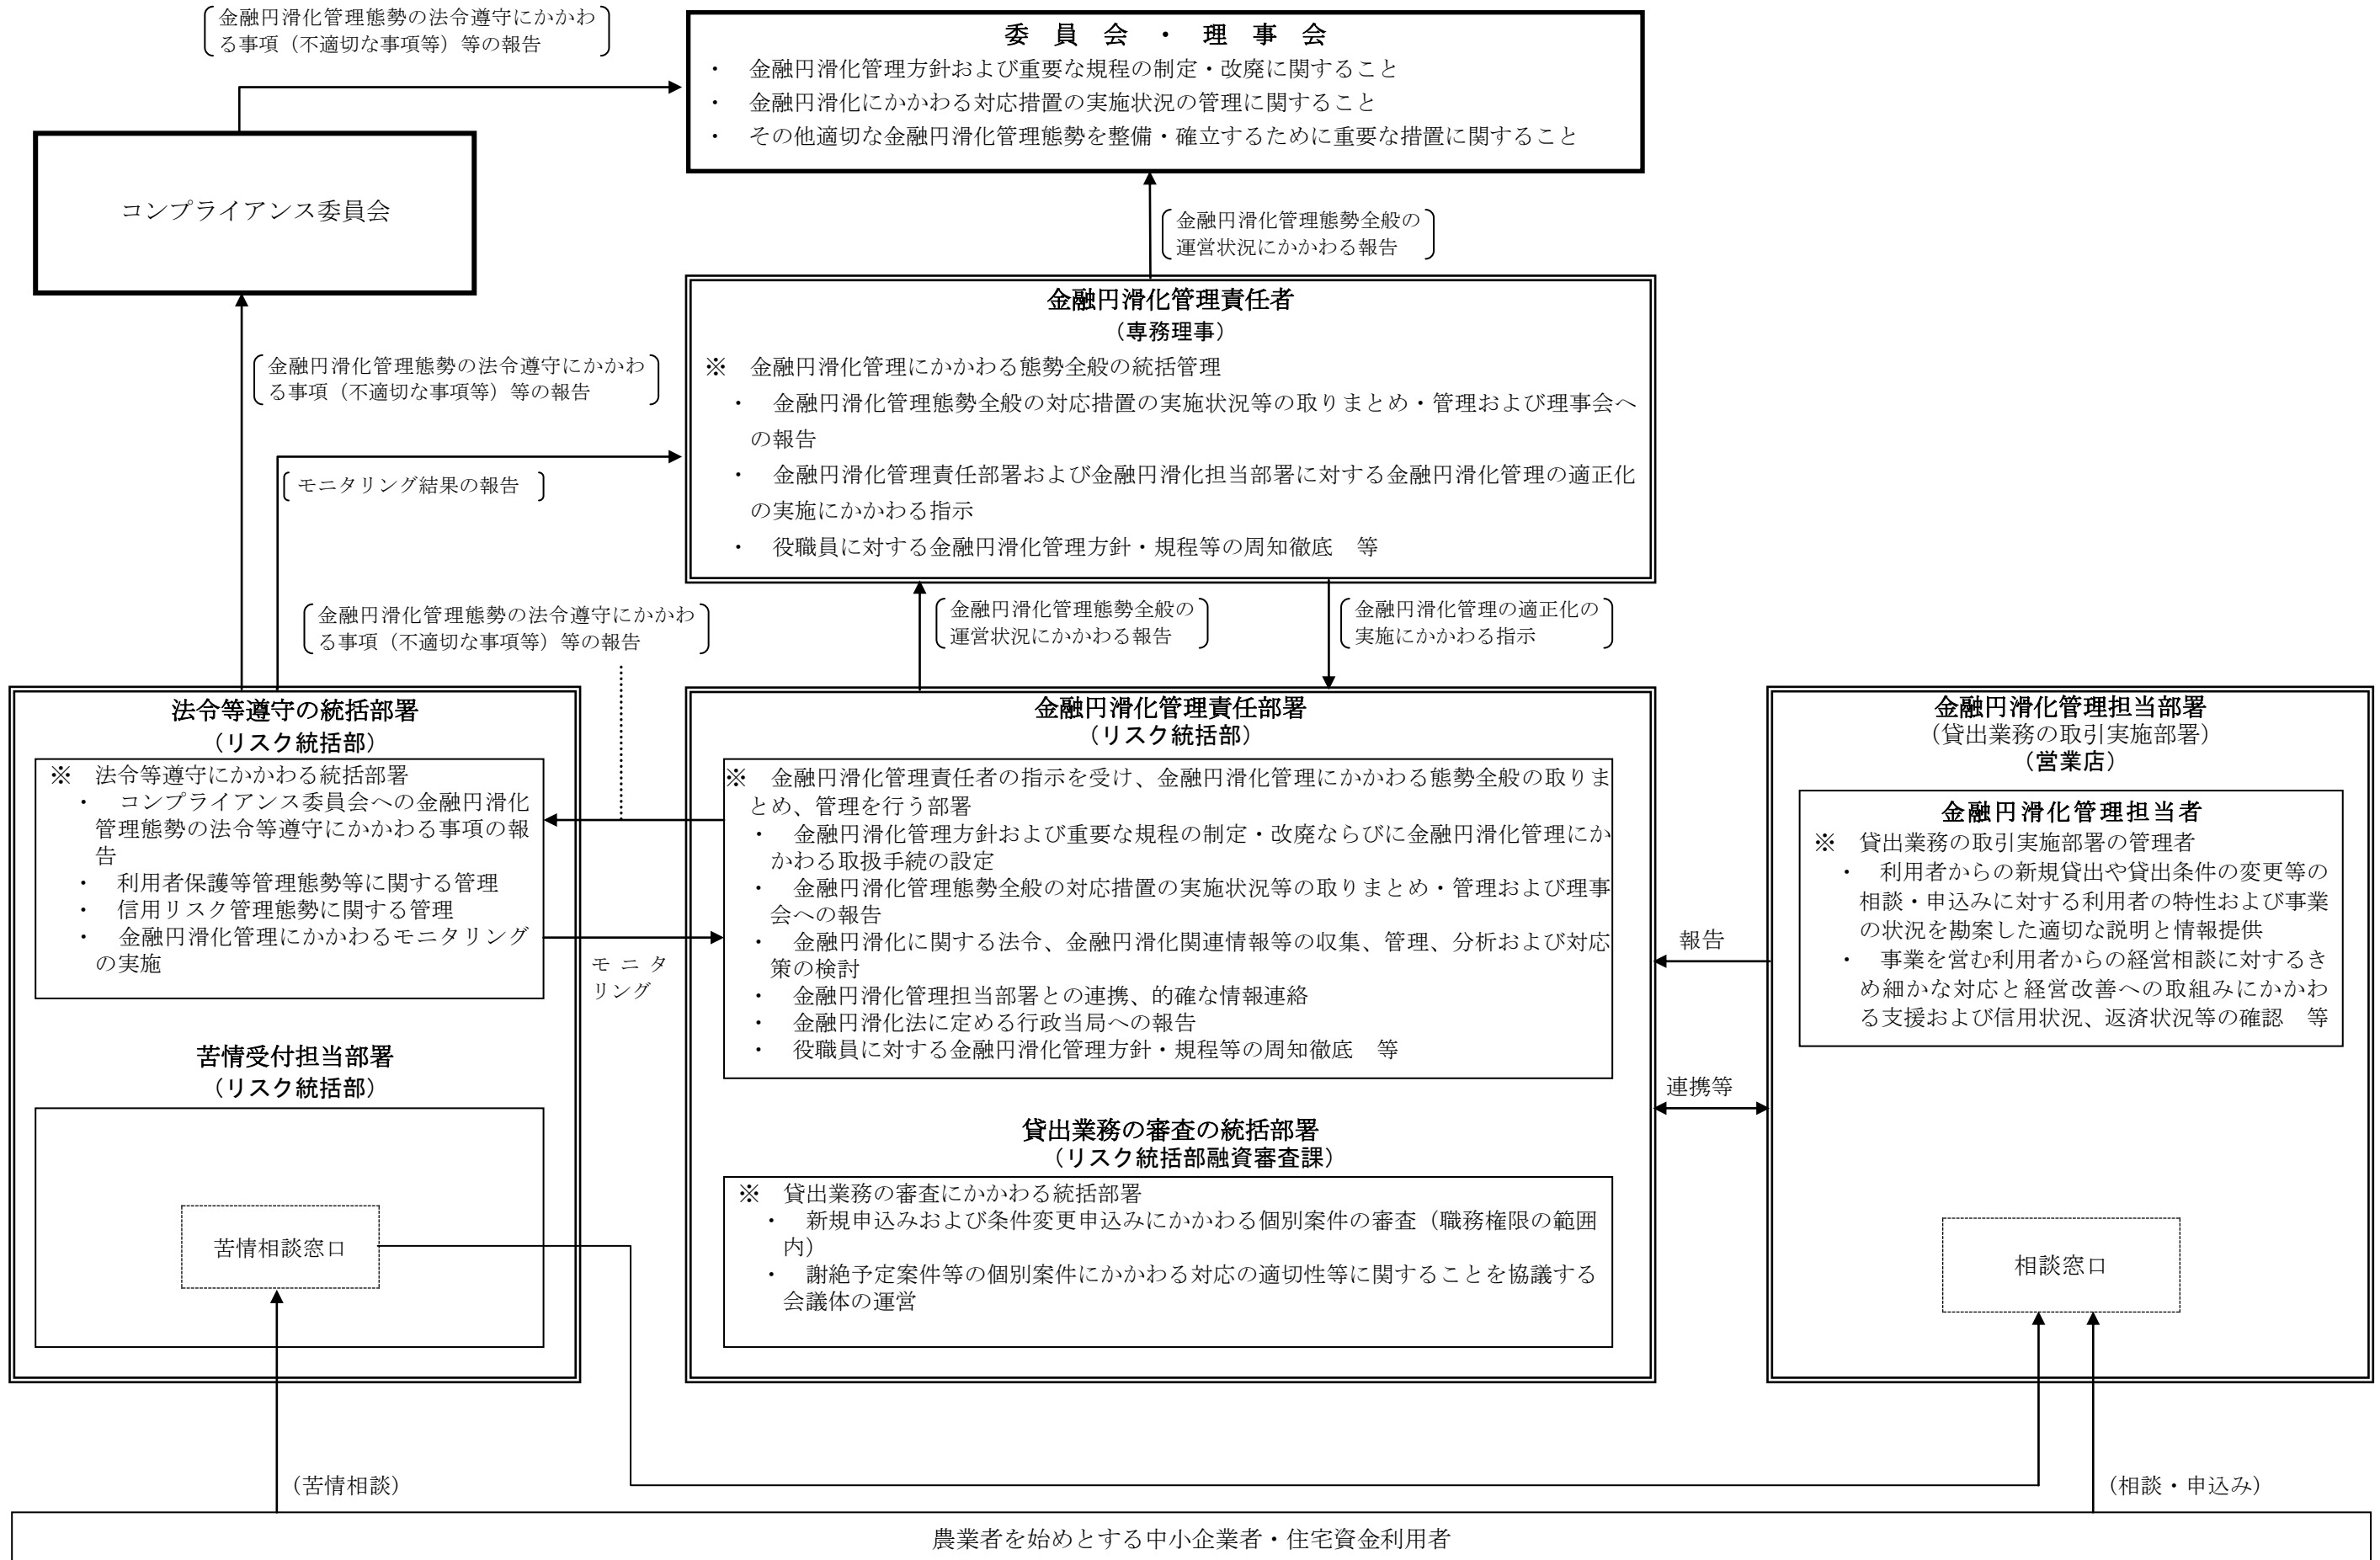 金融円滑化管理態勢の法令遵守にかかわ
る事項（不適切な事項等）等の報告
委　員　会　・　理　事　会
・　金融円滑化管理方針および重要な規程の制定・改廃に関すること
・　金融円滑化にかかわる対応措置の実施状況の管理に関すること
・　その他適切な金融円滑化管理態勢を整備・確立するために重要な措置に関すること
コンプライアンス委員会
金融円滑化管理態勢全般の
運営状況にかかわる報告
金融円滑化管理責任者
（専務理事）
※　金融円滑化管理にかかわる態勢全般の統括管理
・　金融円滑化管理態勢全般の対応措置の実施状況等の取りまとめ・管理および理事会へ
の報告
・　金融円滑化管理責任部署および金融円滑化担当部署に対する金融円滑化管理の適正化
の実施にかかわる指示
・　役職員に対する金融円滑化管理方針・規程等の周知徹底　等
金融円滑化管理態勢の法令遵守にかかわ
る事項（不適切な事項等）等の報告
モニタリング結果の報告
金融円滑化管理態勢の法令遵守にかかわ
る事項（不適切な事項等）等の報告
金融円滑化管理態勢全般の
運営状況にかかわる報告
金融円滑化管理の適正化の
実施にかかわる指示
法令等遵守の統括部署
（リスク統括部）
※　法令等遵守にかかわる統括部署
・　コンプライアンス委員会への金融円滑化
管理態勢の法令等遵守にかかわる事項の報
告
・　利用者保護等管理態勢等に関する管理
・　信用リスク管理態勢に関する管理
・　金融円滑化管理にかかわるモニタリング
の実施
苦情受付担当部署
（リスク統括部）
苦情相談窓口
モニタ
リング
金融円滑化管理責任部署
（リスク統括部）
※　金融円滑化管理責任者の指示を受け、金融円滑化管理にかかわる態勢全般の取りま
とめ、管理を行う部署
・　金融円滑化管理方針および重要な規程の制定・改廃ならびに金融円滑化管理にか
かわる取扱手続の設定
・　金融円滑化管理態勢全般の対応措置の実施状況等の取りまとめ・管理および理事
会への報告
・　金融円滑化に関する法令、金融円滑化関連情報等の収集、管理、分析および対応
策の検討
・　金融円滑化管理担当部署との連携、的確な情報連絡
・　金融円滑化法に定める行政当局への報告
・　役職員に対する金融円滑化管理方針・規程等の周知徹底　等
貸出業務の審査の統括部署
（リスク統括部融資審査課）
※　貸出業務の審査にかかわる統括部署
・　新規申込みおよび条件変更申込みにかかわる個別案件の審査（職務権限の範囲
内）
・　謝絶予定案件等の個別案件にかかわる対応の適切性等に関することを協議する
会議体の運営
報告
連携等
金融円滑化管理担当部署
（貸出業務の取引実施部署）
（営業店）
金融円滑化管理担当者
※　貸出業務の取引実施部署の管理者
・　利用者からの新規貸出や貸出条件の変更等の
相談・申込みに対する利用者の特性および事業
の状況を勘案した適切な説明と情報提供
・　事業を営む利用者からの経営相談に対するき
め細かな対応と経営改善への取組みにかかわ
る支援および信用状況、返済状況等の確認　等
相談窓口
（苦情相談）
（相談・申込み）
農業者を始めとする中小企業者・住宅資金利用者